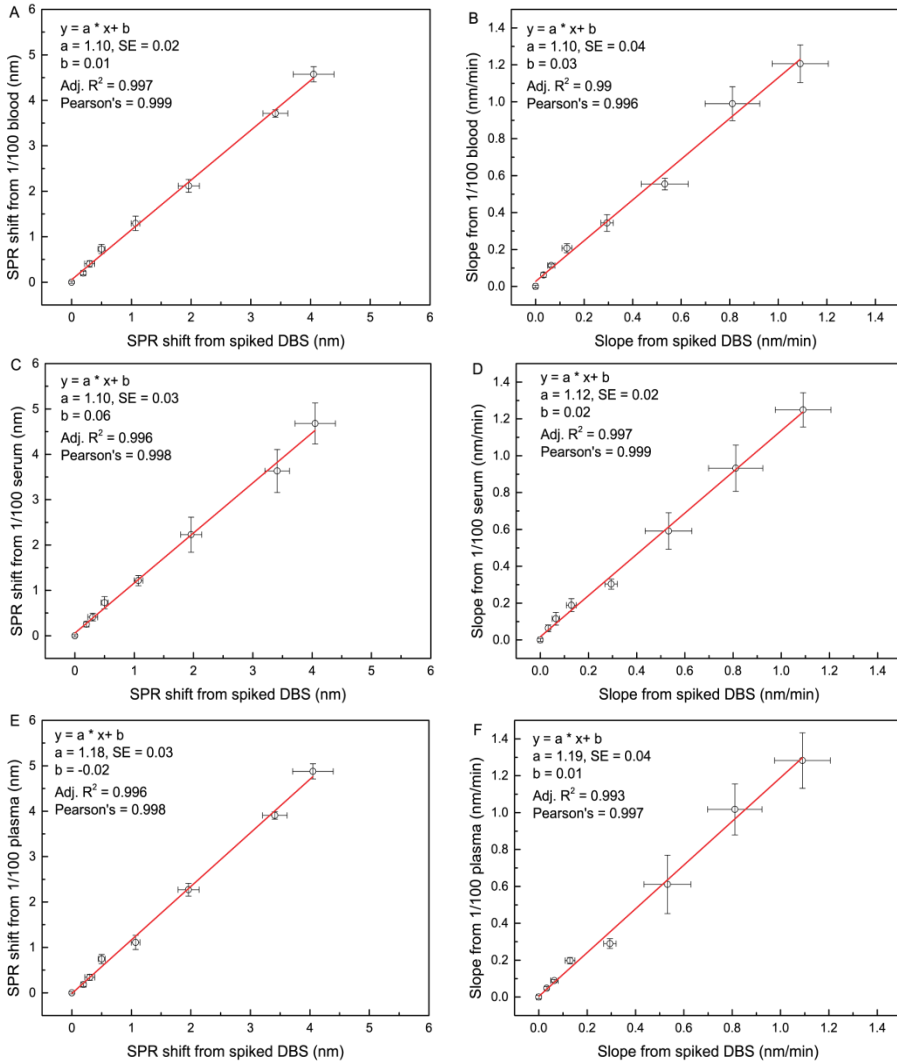 A
y = a * x+ b
a = 1.10, SE = 0.02
b = 0.01
Adj. R² = 0.997
Pearson's = 0.999
SPR shift from 1/100 blood (nm)
6
5
4
3
2
1
0
0 1 2 3 4 5 6
SPR shift from spiked DBS (nm)
B
y = a * x+ b
a = 1.10, SE = 0.04
b = 0.03
Adj. R² = 0.99
Pearson's = 0.996
Slope from 1/100 blood (nm/min)
1.4
1.2
1.0
0.8
0.6
0.4
0.2
0.0
0.0 0.2 0.4 0.6 0.8 1.0 1.2 1.4
Slope from spiked DBS (nm/min)
C
y = a * x+ b
a = 1.10, SE = 0.03
b = 0.06
Adj. R² = 0.996
Pearson's = 0.998
SPR shift from 1/100 serum (nm)
6
5
4
3
2
1
0
0 1 2 3 4 5 6
SPR shift from spiked DBS (nm)
D
y = a * x+ b
a = 1.12, SE = 0.02
b = 0.02
Adj. R² = 0.997
Pearson's = 0.999
Slope from 1/100 serum (nm/min)
1.4
1.2
1.0
0.8
0.6
0.4
0.2
0.0
0.0 0.2 0.4 0.6 0.8 1.0 1.2 1.4
Slope from spiked DBS (nm/min)
E
y = a * x+ b
a = 1.18, SE = 0.03
b = -0.02
Adj. R² = 0.996
Pearson's = 0.998
SPR shift from 1/100 plasma (nm)
6
5
4
3
2
1
0
0 1 2 3 4 5 6
SPR shift from spiked DBS (nm)
F
y = a * x+ b
a = 1.19, SE = 0.04
b = 0.01
Adj. R² = 0.993
Pearson's = 0.997
Slope from 1/100 plasma (nm/min)
1.4
1.2
1.0
0.8
0.6
0.4
0.2
0.0
0.0 0.2 0.4 0.6 0.8 1.0 1.2 1.4
Slope from spiked DBS (nm/min)